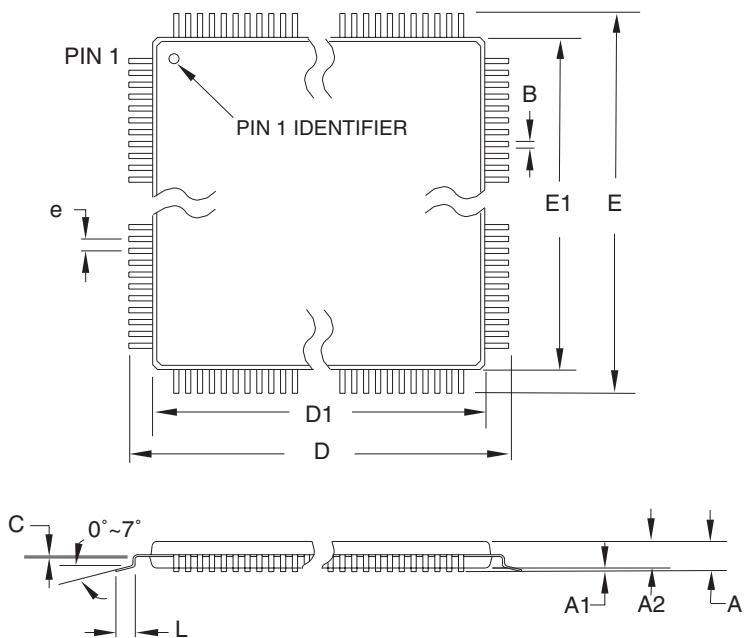 PIN 1
PIN 1 IDENTIFIER
B
e
E1
E
D1
D
C
0°~7°
A1
A2
A
L